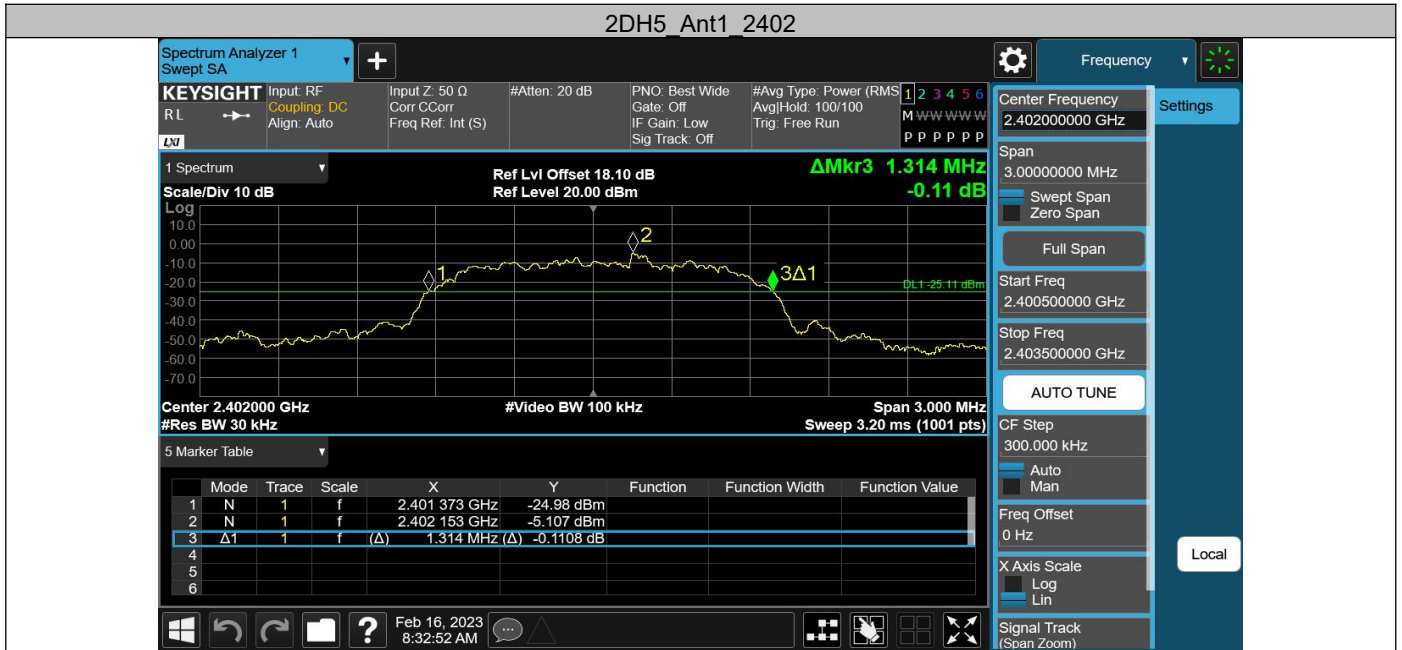 2DH5_Ant1_2402
Spectrum Analyzer 1
Swept SA
Frequency
KEYSIGHT
RL
LXI
Input: RF
Coupling: DC
Align: Auto
Input Z: 50 Ω
Corr CCorr
Freq Ref: Int (S)
#Atten: 20 dB
PNO: Best Wide
Gate: Off
IF Gain: Low
Sig Track: Off
#Avg Type: Power (RMS
Avg|Hold: 100/100
Trig: Free Run
1 2 3 4 5 6
M W W W W W
P P P P P P
1 Spectrum
Scale/Div 10 dB
Ref Lvl Offset 18.10 dB
Ref Level 20.00 dBm
ΔMkr3 1.314 MHz
-0.11 dB
Log
10.0
0.00
-10.0
-20.0
-30.0
-40.0
-50.0
-60.0
-70.0
1
2
3Δ1
DL1 -25.11 dBm
Center 2.402000 GHz
#Video BW 100 kHz
Span 3.000 MHz
#Res BW 30 kHz
Sweep 3.20 ms (1001 pts)
5 Marker Table
Mode Trace Scale X Y Function Function Width Function Value
1 N 1 f 2.401 373 GHz -24.98 dBm
2 N 1 f 2.402 153 GHz -5.107 dBm
3 Δ1 1 f (Δ) 1.314 MHz (Δ) -0.1108 dB
4
5
6
?
Feb 16, 2023
8:32:52 AM
Center Frequency
2.402000000 GHz
Settings
Span
3.00000000 MHz
Swept Span
Zero Span
Full Span
Start Freq
2.400500000 GHz
Stop Freq
2.403500000 GHz
AUTO TUNE
CF Step
300.000 kHz
Auto
Man
Freq Offset
0 Hz
Local
X Axis Scale
Log
Lin
Signal Track
(Span Zoom)